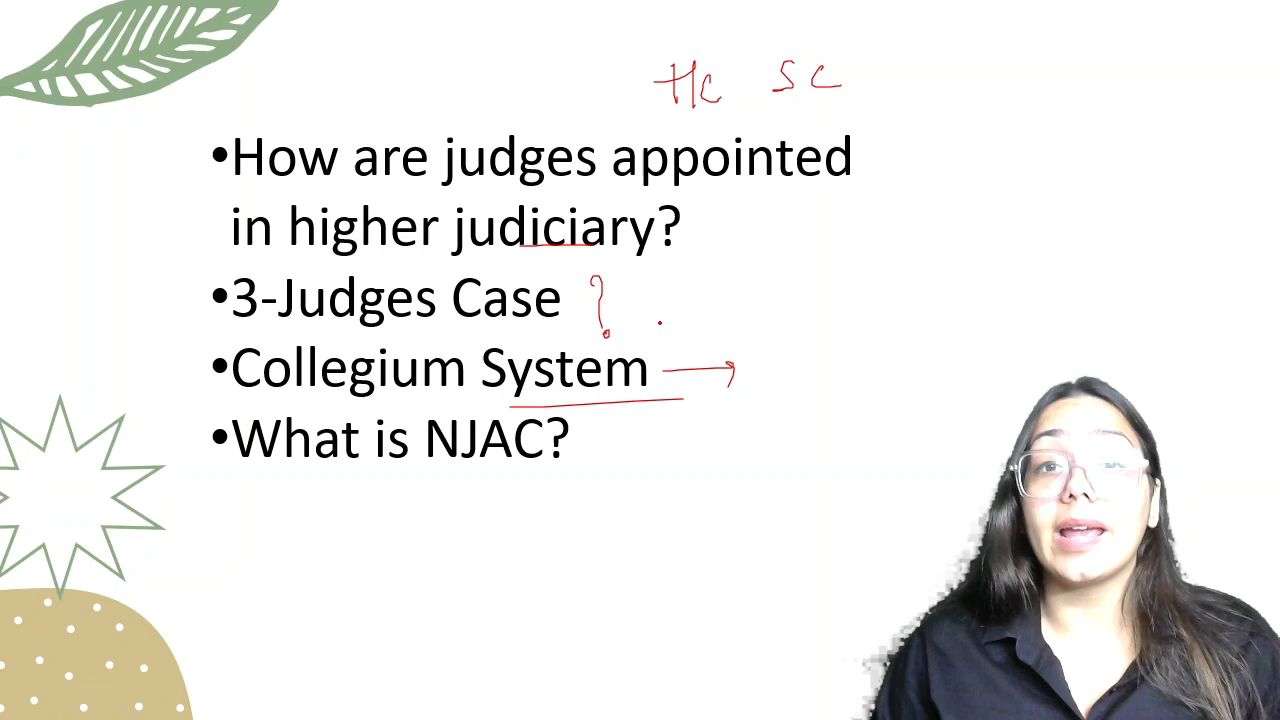 HC SC
•How are judges appointed
in higher judiciary?
•3-Judges Case ?
•Collegium System →
•What is NJAC?